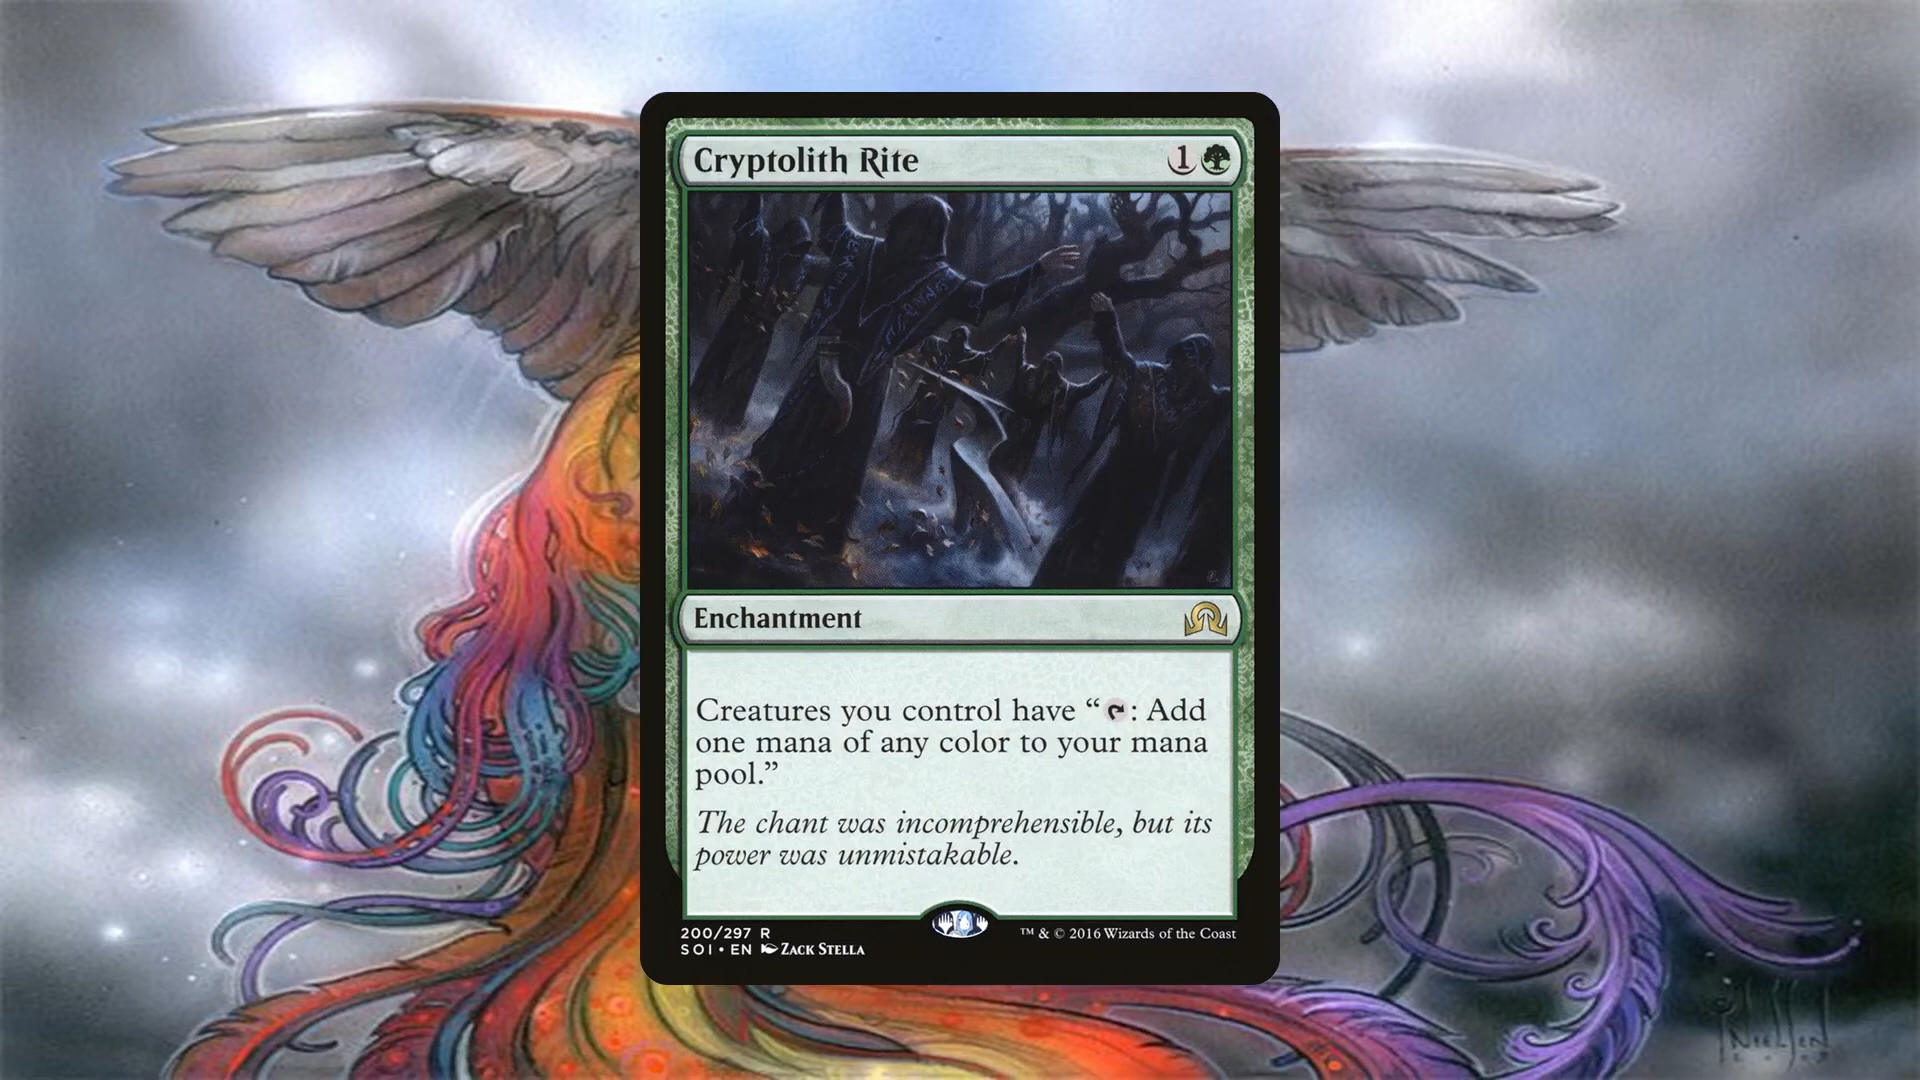 Cryptolith Rite 1
Enchantment
Creatures you control have “ : Add
one mana of any color to your mana
pool.”
The chant was incomprehensible, but its
power was unmistakable.
200/297 R
SOI • EN ZACK STELLA
™ & © 2016 Wizards of the Coast
NIELSEN